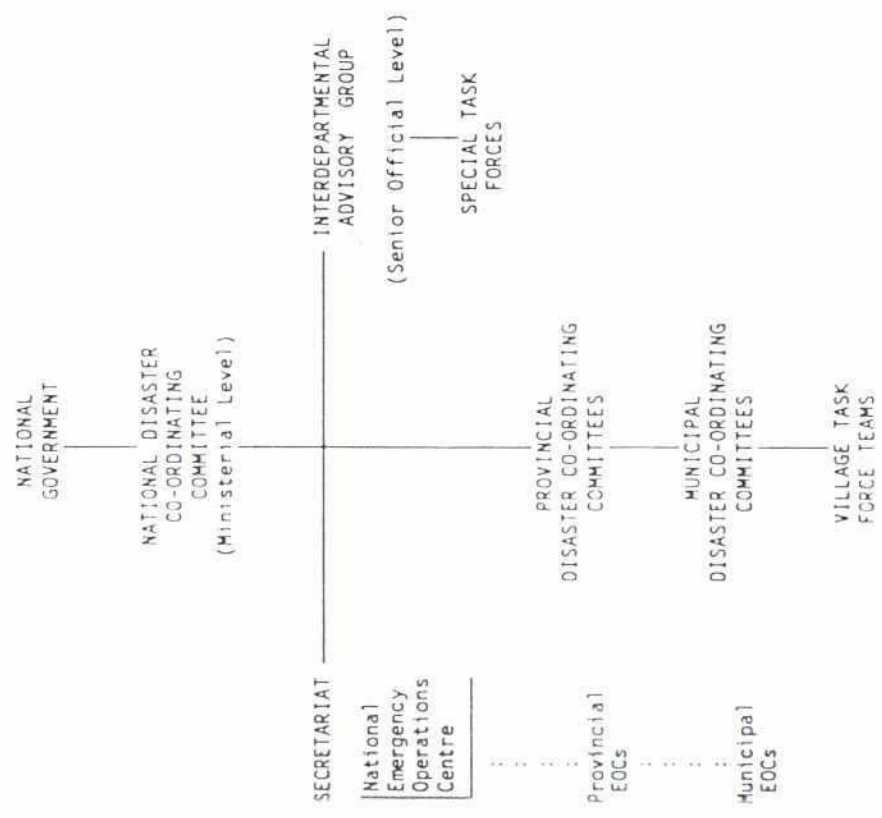 NATIONAL
GOVERNMENT
NATIONAL DISASTER
CO-ORDINATING
COMMITTEE
(Ministerial Level)
SECRETARIAT
National
Emergency
Operations
Centre
INTERDEPARTMENTAL
ADVISORY GROUP
(Senior Official Level)
SPECIAL TASK
FORCES
PROVINCIAL
DISASTER CO-ORDINATING
COMMITTEES
Provincial
EOCs
MUNICIPAL
DISASTER CO-ORDINATING
COMMITTEES
Municipal
EOCs
VILLAGE TASK
FORCE TEAMS